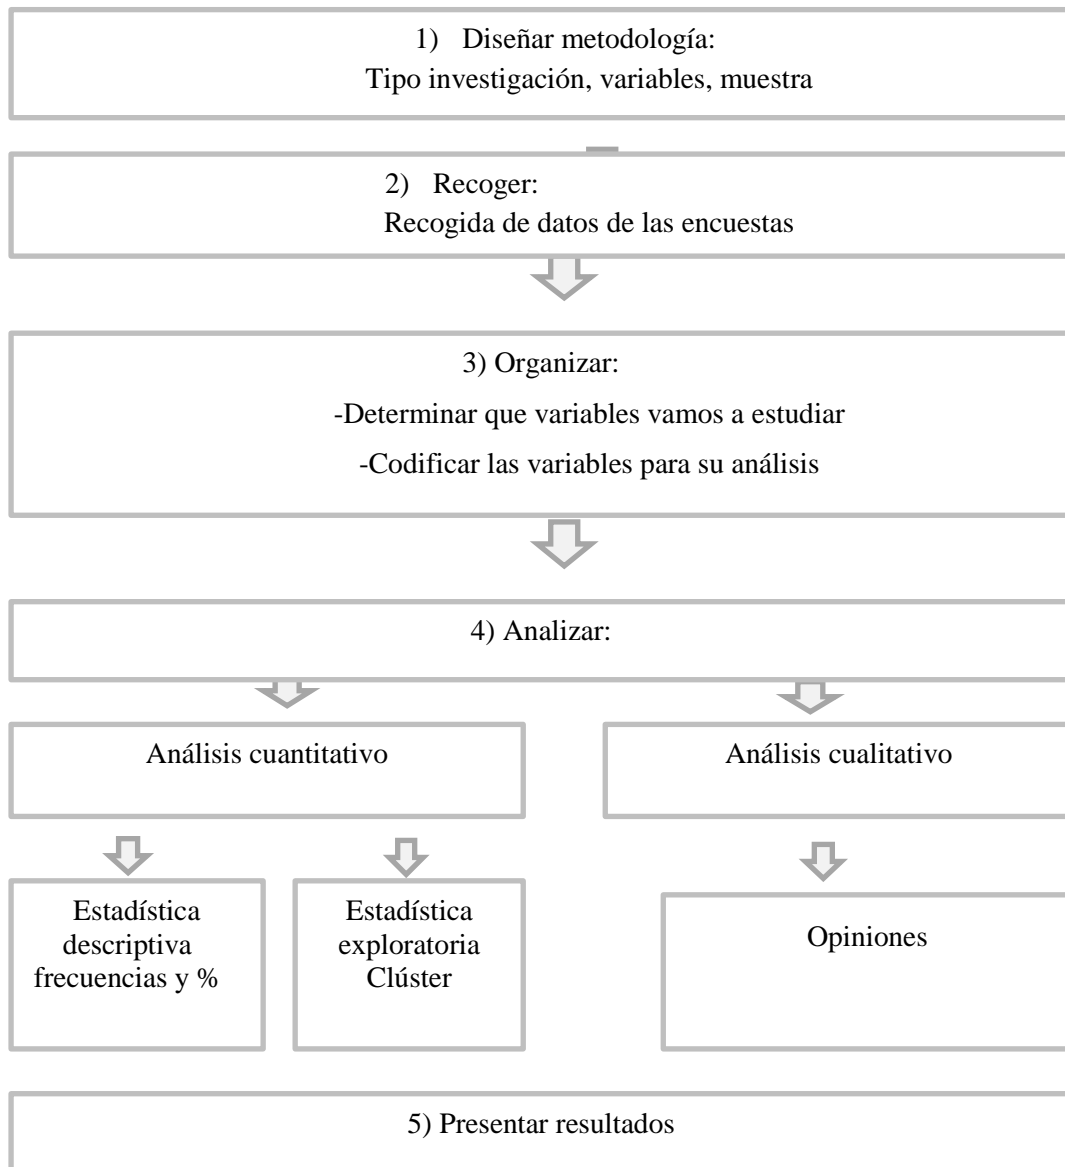 1) Diseñar metodología:
Tipo investigación, variables, muestra
2) Recoger:
Recogida de datos de las encuestas
3) Organizar:
-Determinar que variables vamos a estudiar
-Codificar las variables para su análisis
4) Analizar:
Análisis cuantitativo
Análisis cualitativo
Estadística
descriptiva
frecuencias y %
Estadística
exploratoria
Clúster
Opiniones
5) Presentar resultados